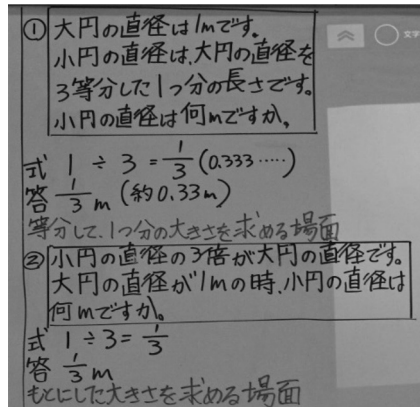 ① 大円の直径は1mです。
小円の直径は、大円の直径を
3等分した1つ分の長さです。
小円の直径は何mですか。
式 1÷3=1/3(0.333・・・・・)
答 1/3m(約0.33m)
等分して、1つ分の大きさを求める場面
② 小円の直径の3倍が大円の直径です。
大円の直径が1mの時、小円の直径は
何mですか。
式 1÷3=1/3
答 1/3m
もとにした大きさを求める場面
文字